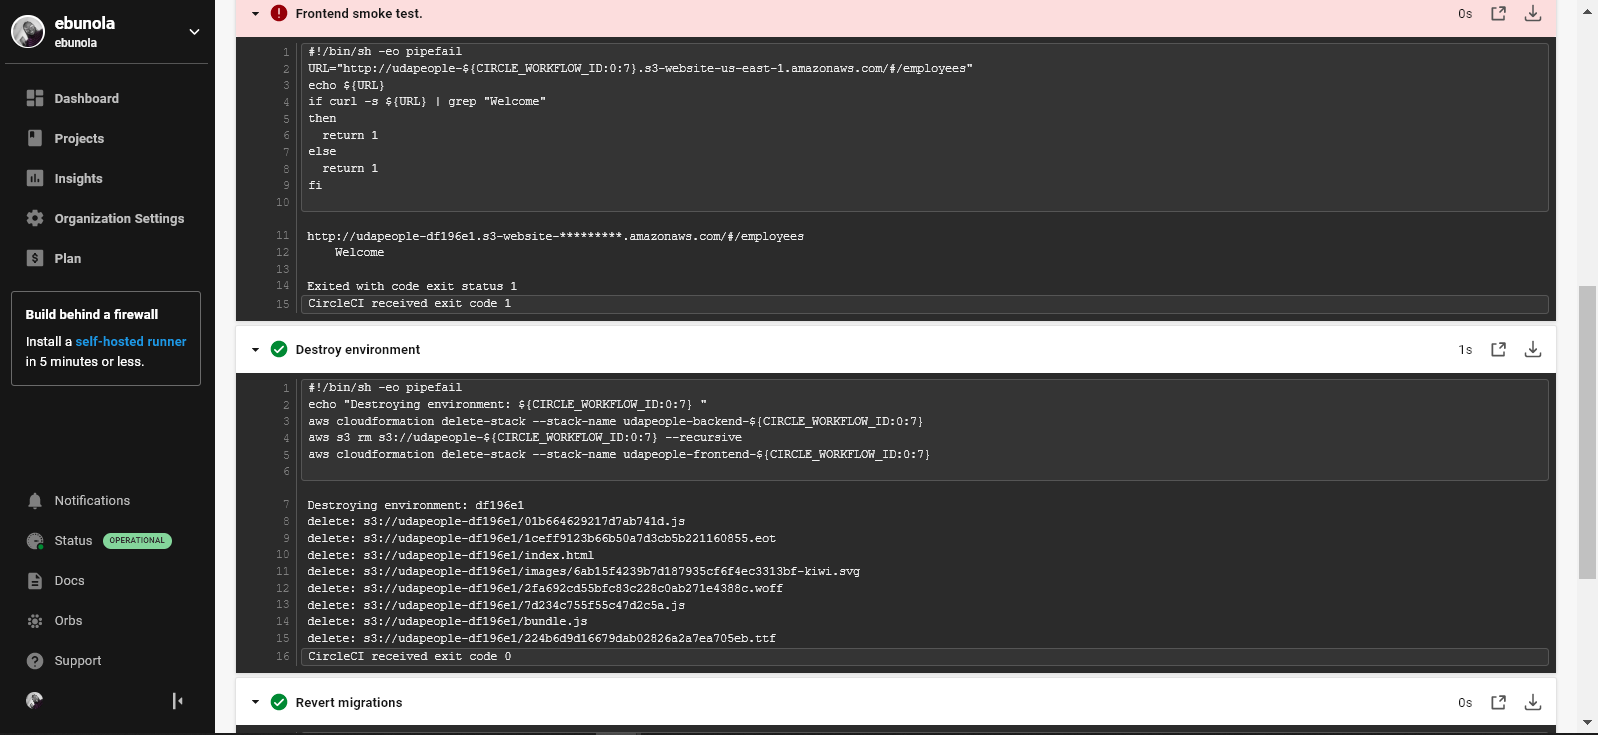 ebunola
ebunola
Dashboard
Projects
Insights
Organization Settings
Plan
Build behind a firewall
Install a self-hosted runner
in 5 minutes or less.
Notifications
Status OPERATIONAL
Docs
Orbs
Support
Frontend smoke test. 0s
1 #!/bin/sh -eo pipefail
2 URL="http://udapeople-${CIRCLE_WORKFLOW_ID:0:7}.s3-website-us-east-1.amazonaws.com/#/employees"
3 echo ${URL}
4 if curl -s ${URL} | grep "Welcome"
5 then
6   return 1
7 else
8   return 1
9 fi
10
11 http://udapeople-df196e1.s3-website-*********.amazonaws.com/#/employees
12     Welcome
13
14 Exited with code exit status 1
15 CircleCI received exit code 1
Destroy environment 1s
1 #!/bin/sh -eo pipefail
2 echo "Destroying environment: ${CIRCLE_WORKFLOW_ID:0:7} "
3 aws cloudformation delete-stack --stack-name udapeople-backend-${CIRCLE_WORKFLOW_ID:0:7}
4 aws s3 rm s3://udapeople-${CIRCLE_WORKFLOW_ID:0:7} --recursive
5 aws cloudformation delete-stack --stack-name udapeople-frontend-${CIRCLE_WORKFLOW_ID:0:7}
6
7 Destroying environment: df196e1
8 delete: s3://udapeople-df196e1/01b664629217d7ab741d.js
9 delete: s3://udapeople-df196e1/1ceff9123b66b50a7d3cb5b221160855.eot
10 delete: s3://udapeople-df196e1/index.html
11 delete: s3://udapeople-df196e1/images/6ab15f4239b7d187935cf6f4ec3313bf-kiwi.svg
12 delete: s3://udapeople-df196e1/2fa692cd55bfc83c228c0ab271e4388c.woff
13 delete: s3://udapeople-df196e1/7d234c755f55c47d2c5a.js
14 delete: s3://udapeople-df196e1/bundle.js
15 delete: s3://udapeople-df196e1/224b6d9d16679dab02826a2a7ea705eb.ttf
16 CircleCI received exit code 0
Revert migrations 0s